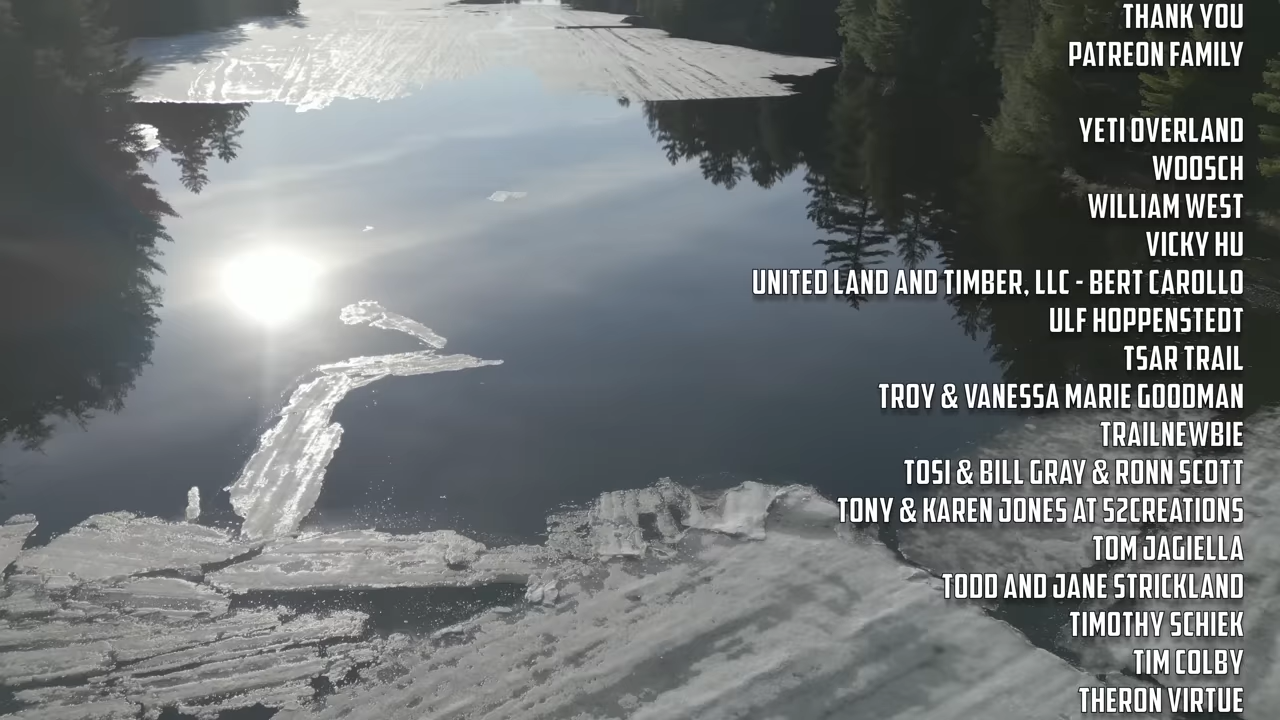 THANK YOU
PATREON FAMILY
YETI OVERLAND
WOOSCH
WILLIAM WEST
VICKY HU
UNITED LAND AND TIMBER, LLC - BERT CAROLLO
ULF HOPPENSTEDT
TSAR TRAIL
TROY & VANESSA MARIE GOODMAN
TRAILNEWBIE
TOSI & BILL GRAY & RONN SCOTT
TONY & KAREN JONES AT 52CREATIONS
TOM JAGIELLA
TODD AND JANE STRICKLAND
TIMOTHY SCHIEK
TIM COLBY
THERON VIRTUE